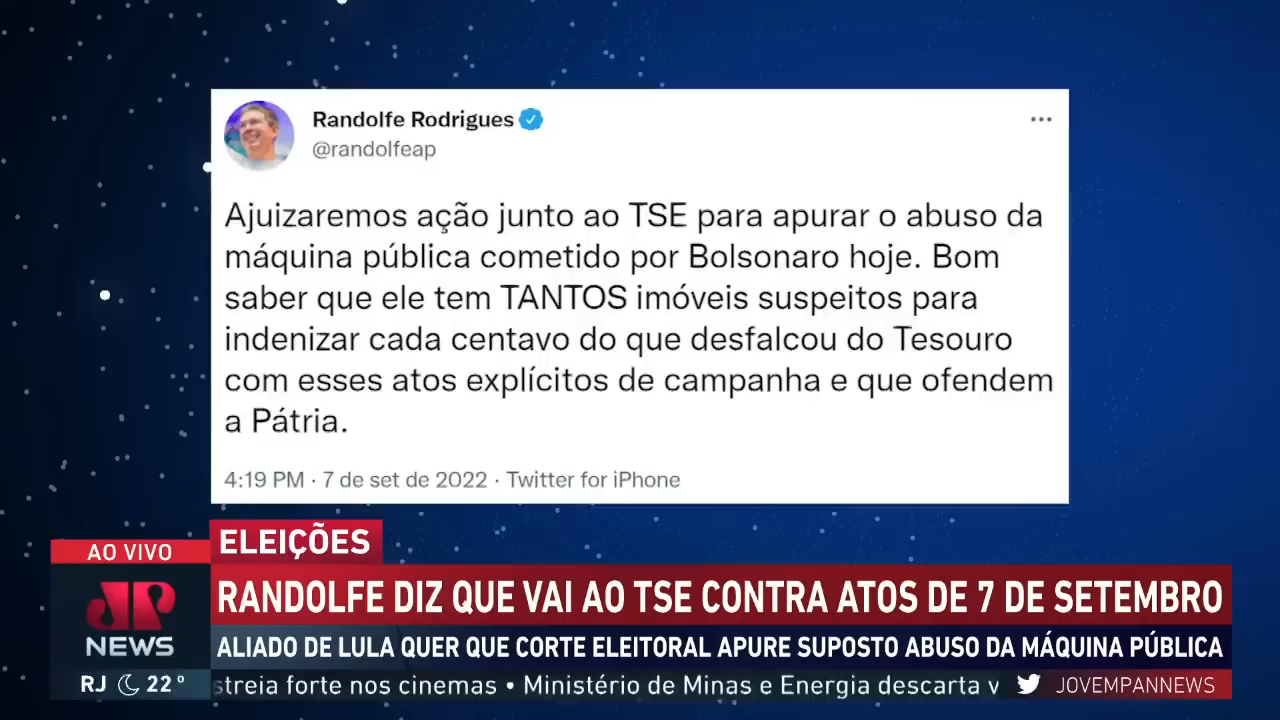 Randolfe Rodrigues
@randolfeap
Ajuizaremos ação junto ao TSE para apurar o abuso da
máquina pública cometido por Bolsonaro hoje. Bom
saber que ele tem TANTOS imóveis suspeitos para
indenizar cada centavo do que desfalcou do Tesouro
com esses atos explícitos de campanha e que ofendem
a Pátria.
4:19 PM · 7 de set de 2022 · Twitter for iPhone
ELEIÇÕES
AO VIVO
RANDOLFE DIZ QUE VAI AO TSE CONTRA ATOS DE 7 DE SETEMBRO
JP
NEWS
ALIADO DE LULA QUER QUE CORTE ELEITORAL APURE SUPOSTO ABUSO DA MÁQUINA PÚBLICA
RJ 22° streia forte nos cinemas • Ministério de Minas e Energia descarta v JOVEMPANNEWS